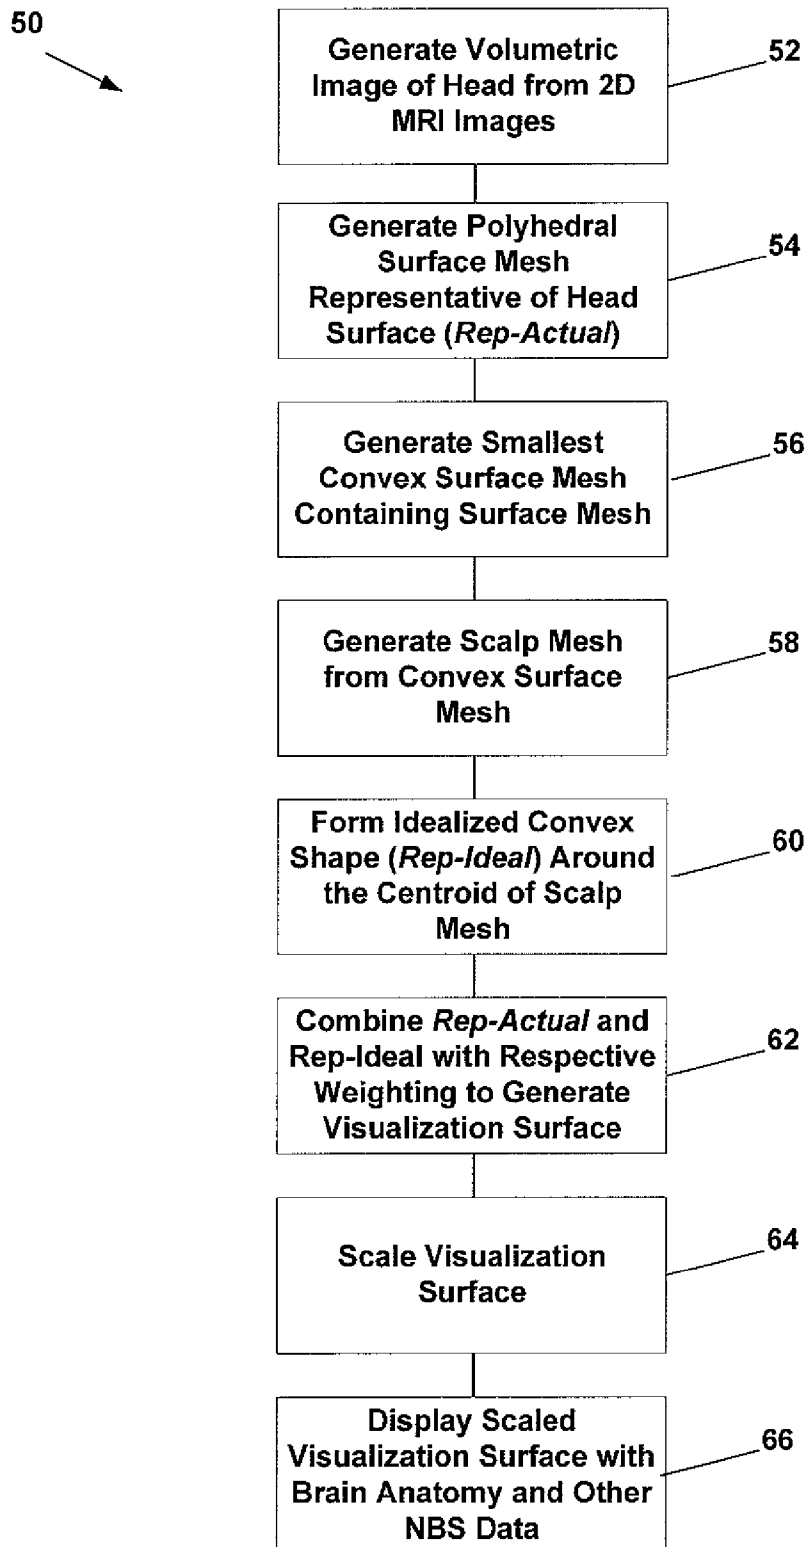 50
Generate Volumetric
Image of Head from 2D
MRI Images
52
Generate Polyhedral
Surface Mesh
Representative of Head
Surface (Rep-Actual)
54
Generate Smallest
Convex Surface Mesh
Containing Surface Mesh
56
Generate Scalp Mesh
from Convex Surface
Mesh
58
Form Idealized Convex
Shape (Rep-Ideal) Around
the Centroid of Scalp
Mesh
60
Combine Rep-Actual and
Rep-Ideal with Respective
Weighting to Generate
Visualization Surface
62
Scale Visualization
Surface
64
Display Scaled
Visualization Surface with
Brain Anatomy and Other
NBS Data
66